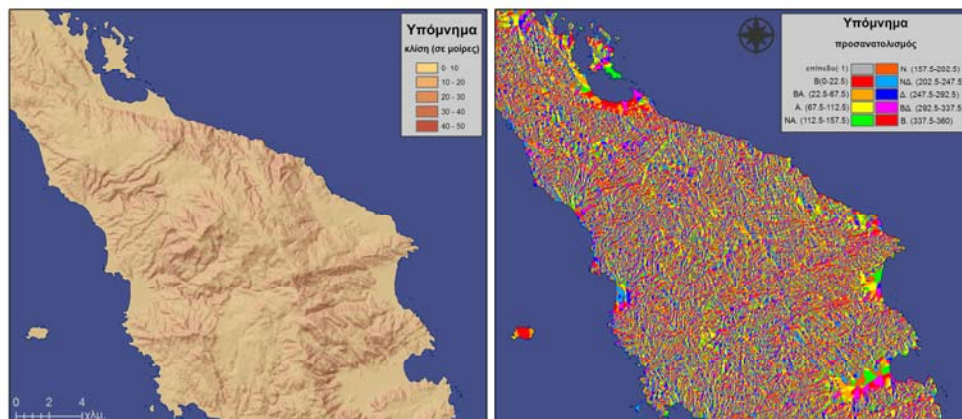 Υπόμνημα
κλίση (σε μοίρες)
0- 10
10 - 20
20 - 30
30 - 40
40 - 50
0 2 4
χλμ.
Υπόμνημα
προσανατολισμός
επίπεδο(-1)
Β(0-22.5)
ΒΑ. (22.5-67.5)
Α. (67.5-112.5)
ΝΑ. (112.5-157.5)
Ν. (157.5-202.5)
ΝΔ. (202.5-247.5
Δ. (247.5-292.5)
ΒΔ. (292.5-337.5
Β. (337.5-360)